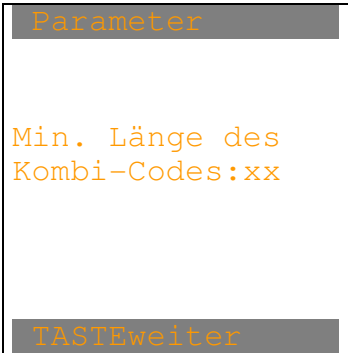 Parameter
Min. Länge des
Kombi-Codes:xx
TASTEweiter